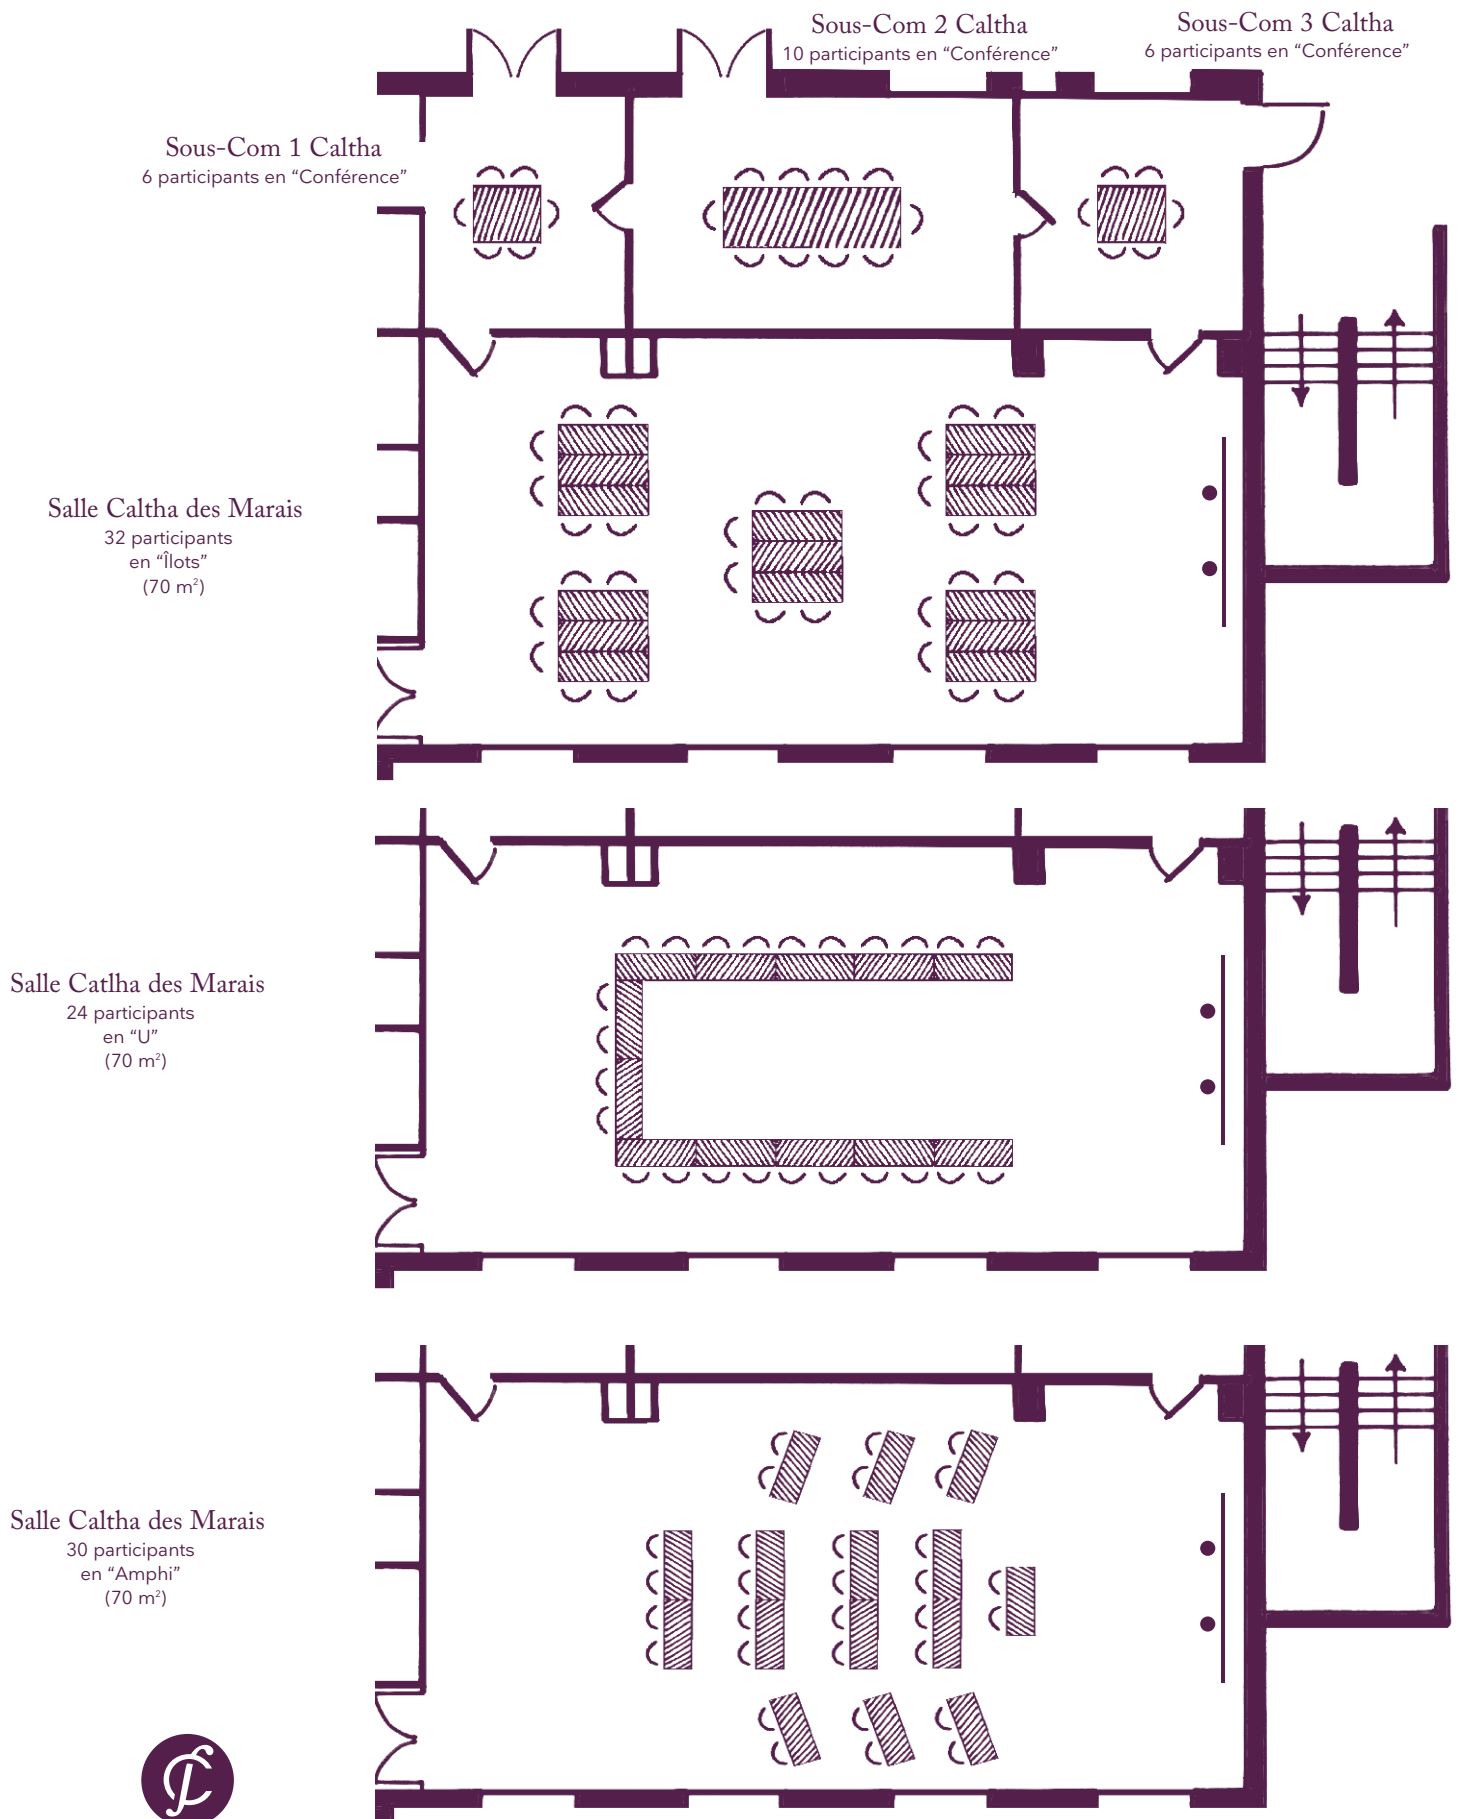 Sous-Com 2 Caltha
10 participants en “Conférence”
Sous-Com 3 Caltha
6 participants en “Conférence”
Sous-Com 1 Caltha
6 participants en “Conférence”
Salle Caltha des Marais
32 participants
en “Îlots”
(70 m²)
Salle Catlha des Marais
24 participants
en “U”
(70 m²)
Salle Caltha des Marais
30 participants
en “Amphi”
(70 m²)